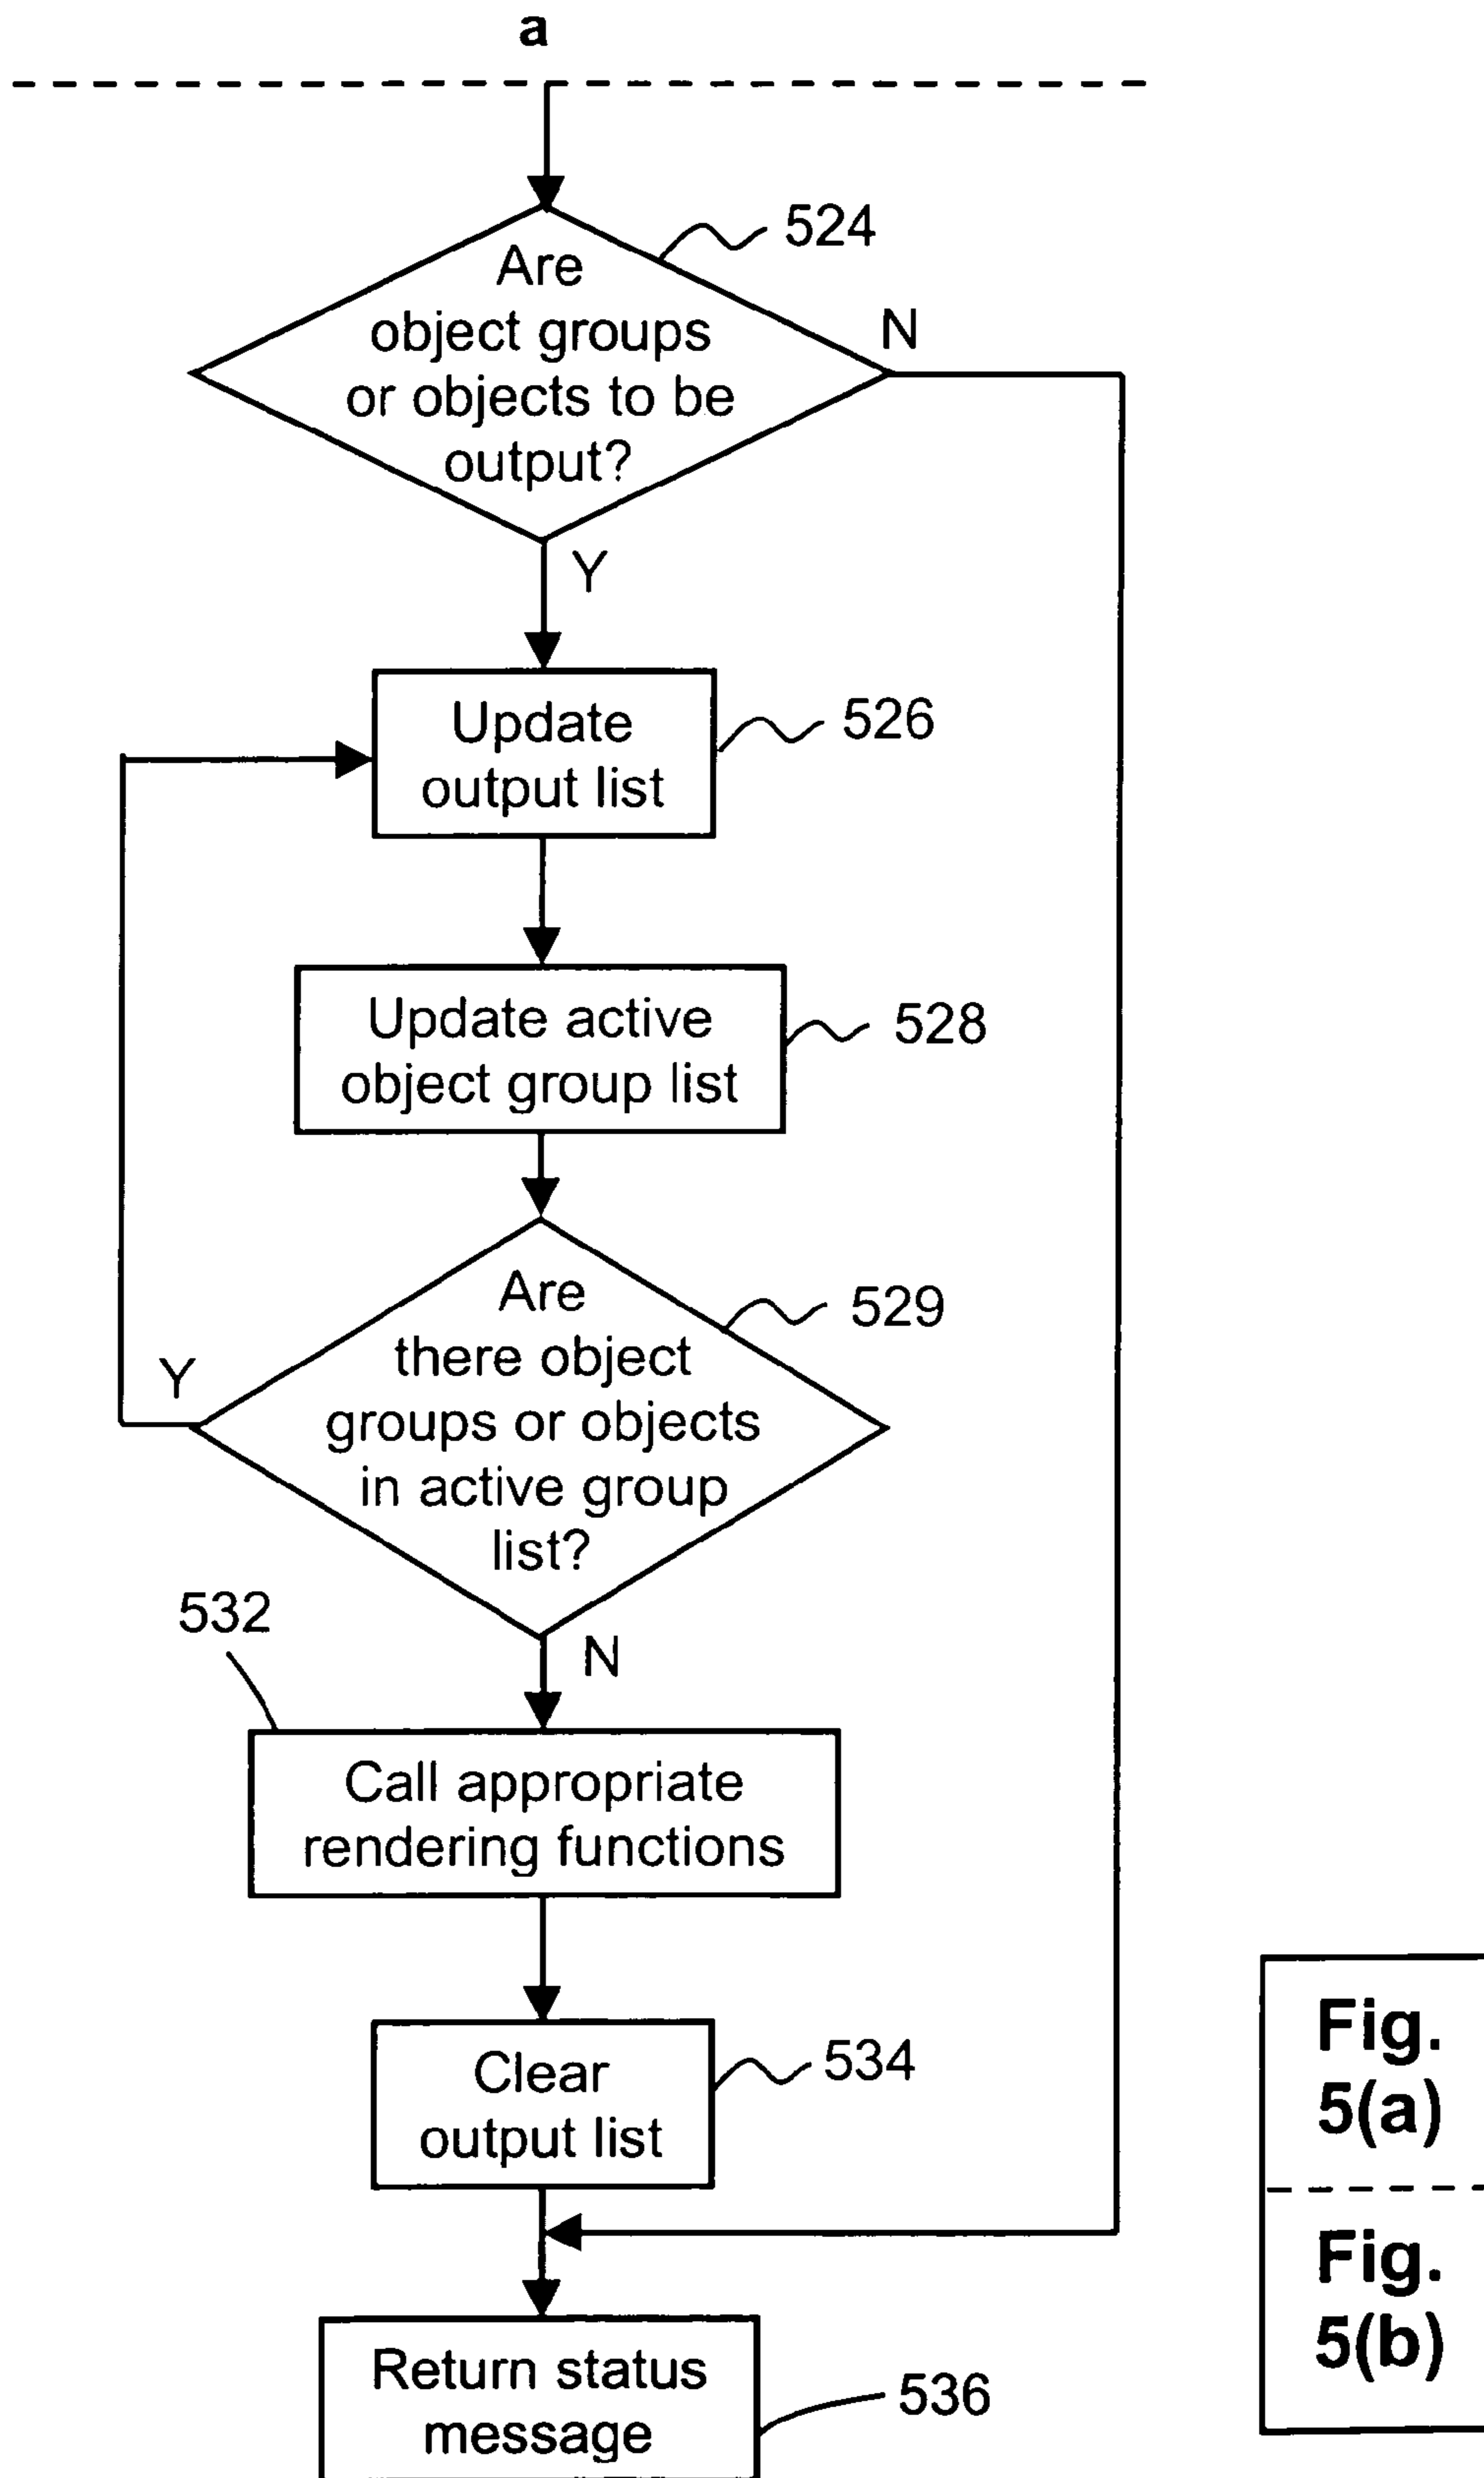 a
524
Are
object groups
or objects to be
output?
N
Y
Update
output list
526
Update active
object group list
528
Are
there object
groups or objects
in active group
list?
529
Y
N
532
Call appropriate
rendering functions
Clear
output list
534
Return status
message
536
Fig.
5(a)
Fig.
5(b)